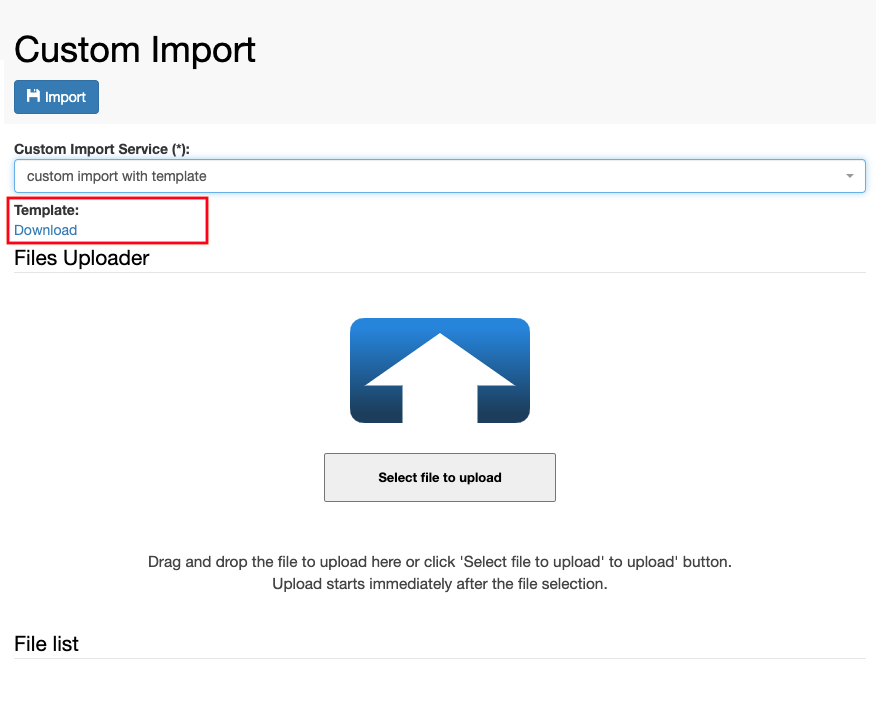 Custom Import
Import
Custom Import Service (*):
custom import with template
Template:
Download
Files Uploader
Select file to upload
Drag and drop the file to upload here or click 'Select file to upload' to upload' button.
Upload starts immediately after the file selection.
File list